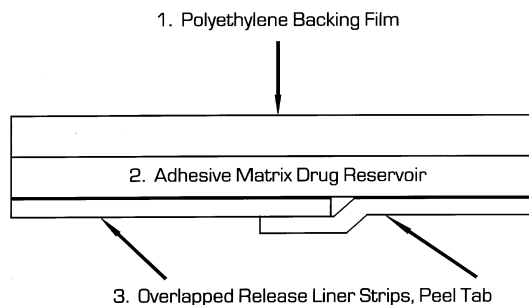 1. Polyethylene Backing Film
2. Adhesive Matrix Drug Reservoir
3. Overlapped Release Liner Strips, Peel Tab